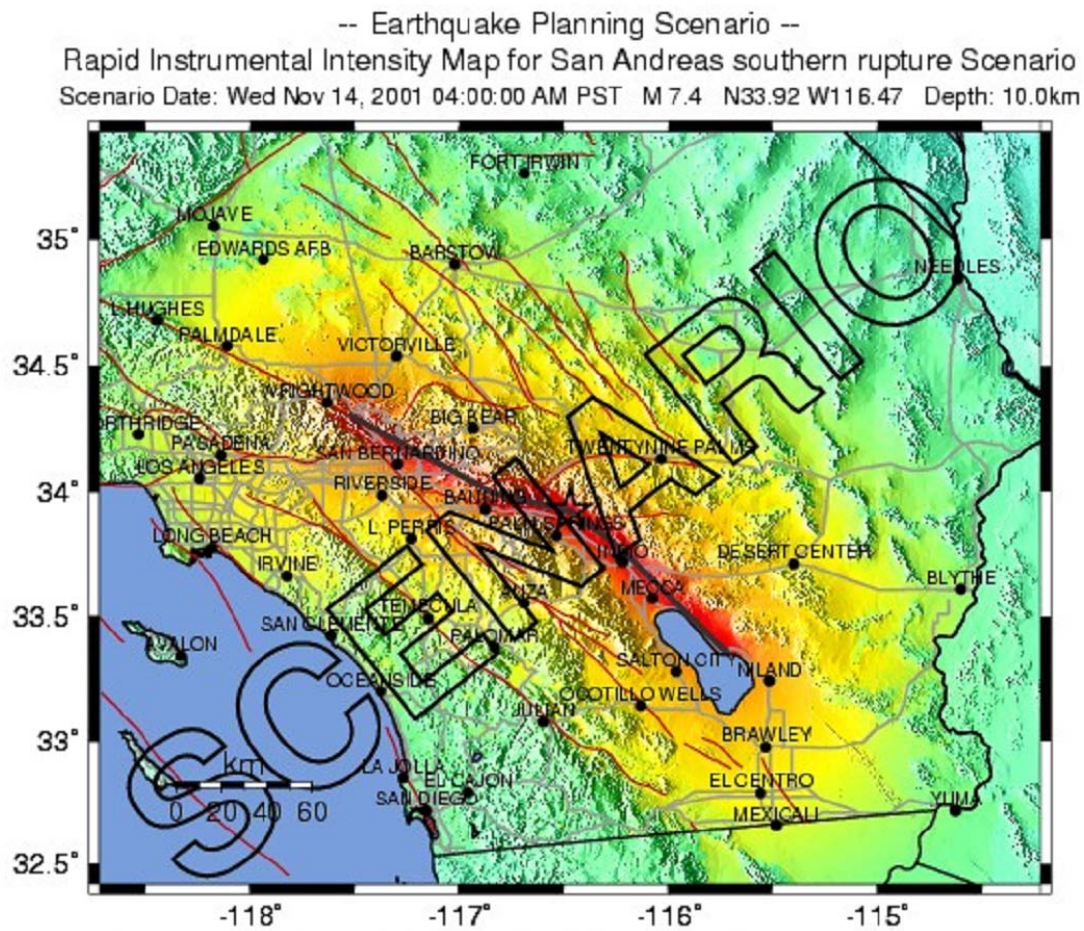 -- Earthquake Planning Scenario --
Rapid Instrumental Intensity Map for San Andreas southern rupture Scenario
Scenario Date: Wed Nov 14, 2001 04:00:00 AM PST M 7.4 N33.92 W116.47 Depth: 10.0km
FORT IRWIN
MOJAVE
35°
EDWARDS AFB
BARSTOW
NEEDLES
L HUGHES
PALMDALE
VICTORVILLE
34.5°
WRIGHTWOOD
BIG BEAR
ORTHRIDGE
PASADENA
TWENTYNINE PALMS
SAN BERNARDINO
LOS ANGELES
34°
RIVERSIDE
BANNING
PALM SPRINGS
L PERRIS
LONG BEACH
INDIO
DESERT CENTER
IRVINE
MECCA
BLYTHE
ANZA
33.5°
TEMECULA
SAN CLEMENTE
PALOMAR
AVALON
SALTON CITY
NILAND
OCEANSIDE
OCOTILLO WELLS
JULIAN
33°
BRAWLEY
km
LA JOLLA
EL CAJON
EL CENTRO
0 20 40 60
SAN DIEGO
MEXICALI
YUMA
32.5°
-118° -117° -116° -115°
SCENARIO